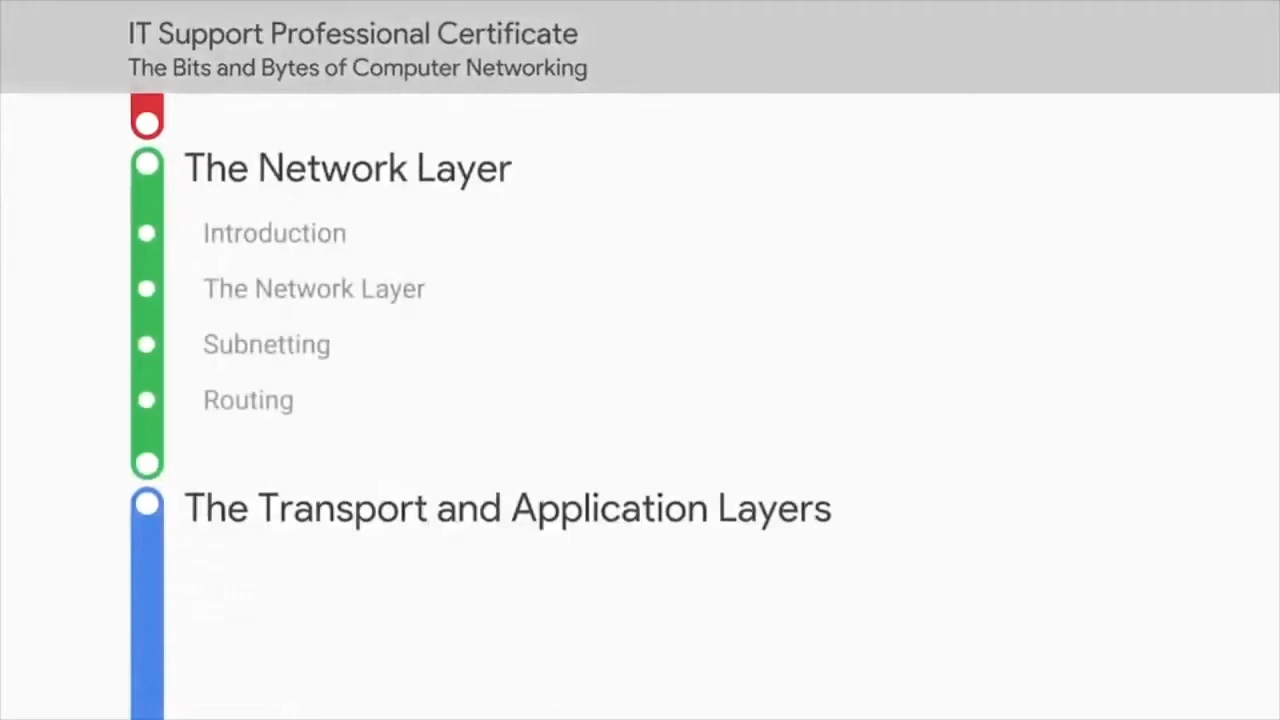 IT Support Professional Certificate
The Bits and Bytes of Computer Networking
The Network Layer
Introduction
The Network Layer
Subnetting
Routing
The Transport and Application Layers